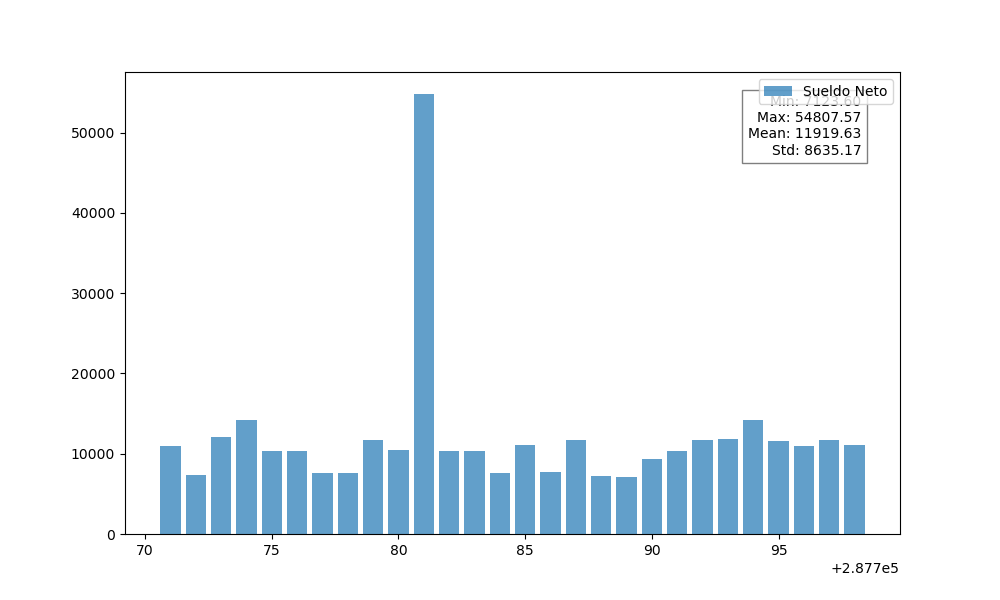 Sueldo Neto
Min: 7123.60
Max: 54807.57
Mean: 11919.63
Std: 8635.17
50000
40000
30000
20000
10000
0
70 75 80 85 90 95
+2.877e5